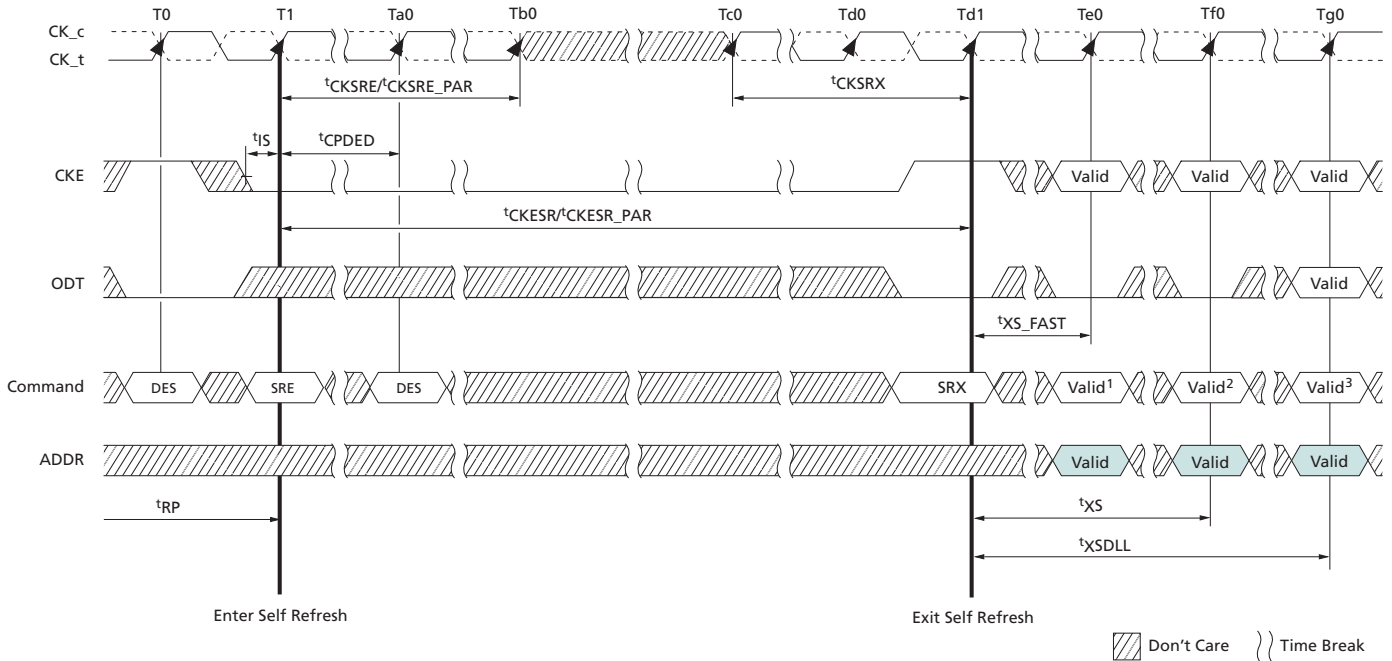 T0 T1 Ta0 Tb0 Tc0 Td0 Td1 Te0 Tf0 Tg0
CK_c
CK_t
tCKSRE/tCKSRE_PAR
tCKSRX
tIS
tCPDED
CKE
Valid Valid Valid
tCKESR/tCKESR_PAR
ODT
Valid
tXS_FAST
Command
DES SRE DES SRX Valid1 Valid2 Valid3
ADDR
Valid Valid Valid
tRP
tXS
tXSDLL
Enter Self Refresh
Exit Self Refresh
Don't Care
Time Break